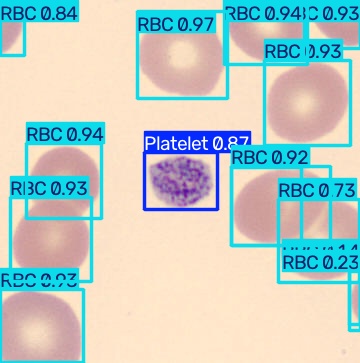 RBC 0.84
RBC 0.97
RBC 0.94
C 0.93
RBC 0.93
RBC 0.94
Platelet 0.87
RBC 0.92
RBC 0.93
RBC 0.73
RBC 0.23
RBC 0.93